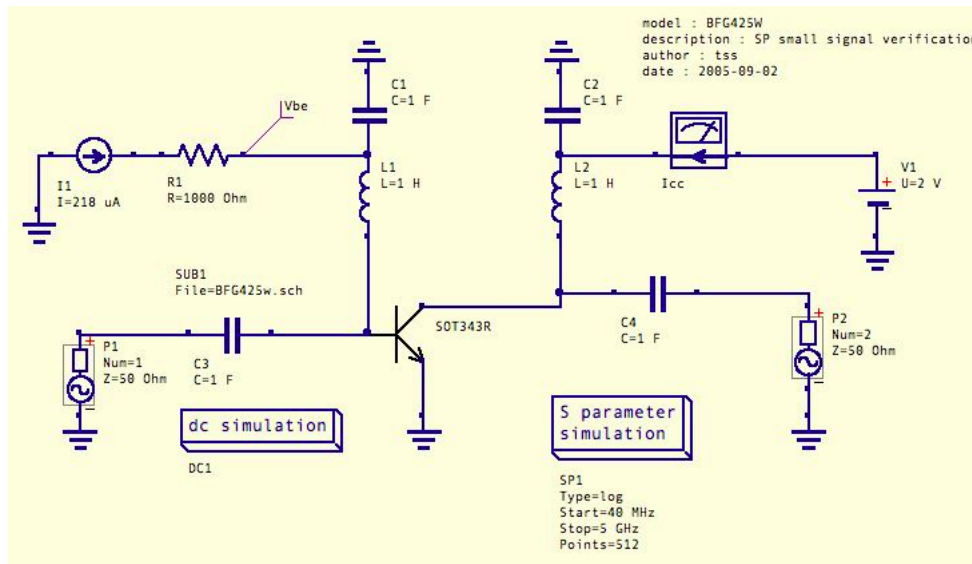 model : BFG425W
description : SP small signal verificatio
author : tss
date : 2005-09-02
C1
C=1 F
C2
C=1 F
Vbe
I1
I=218 uA
R1
R=1000 Ohm
L1
L=1 H
L2
L=1 H
Icc
V1
U=2 V
SUB1
File=BFG425w.sch
SOT343R
P1
Num=1
Z=50 Ohm
C3
C=1 F
C4
C=1 F
P2
Num=2
Z=50 Ohm
dc simulation
DC1
S parameter
simulation
SP1
Type=log
Start=40 MHz
Stop=5 GHz
Points=512